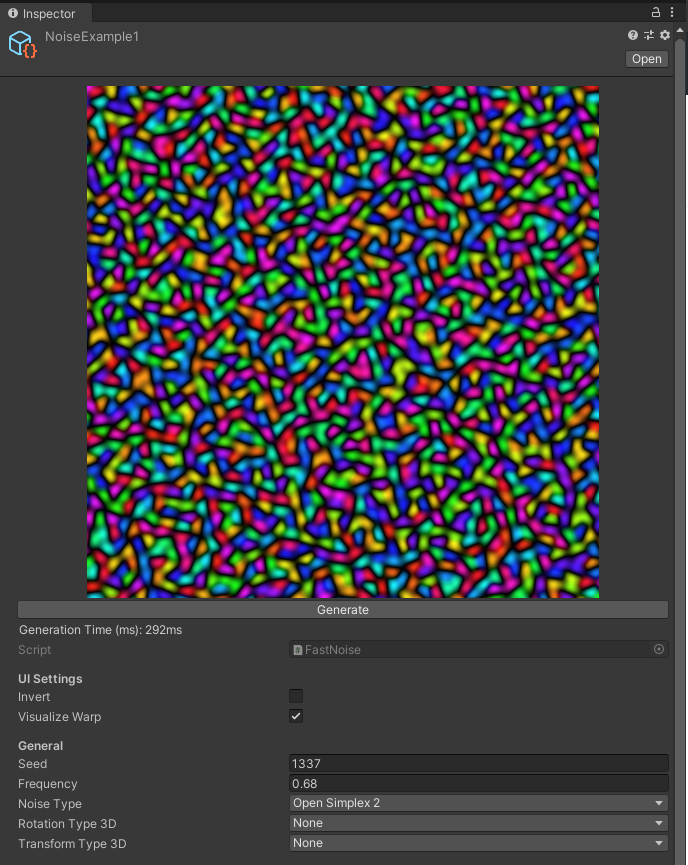 Inspector
NoiseExample1
Open
Generate
Generation Time (ms): 292ms
Script FastNoise
UI Settings
Invert
Visualize Warp
General
Seed 1337
Frequency 0.68
Noise Type Open Simplex 2
Rotation Type 3D None
Transform Type 3D None